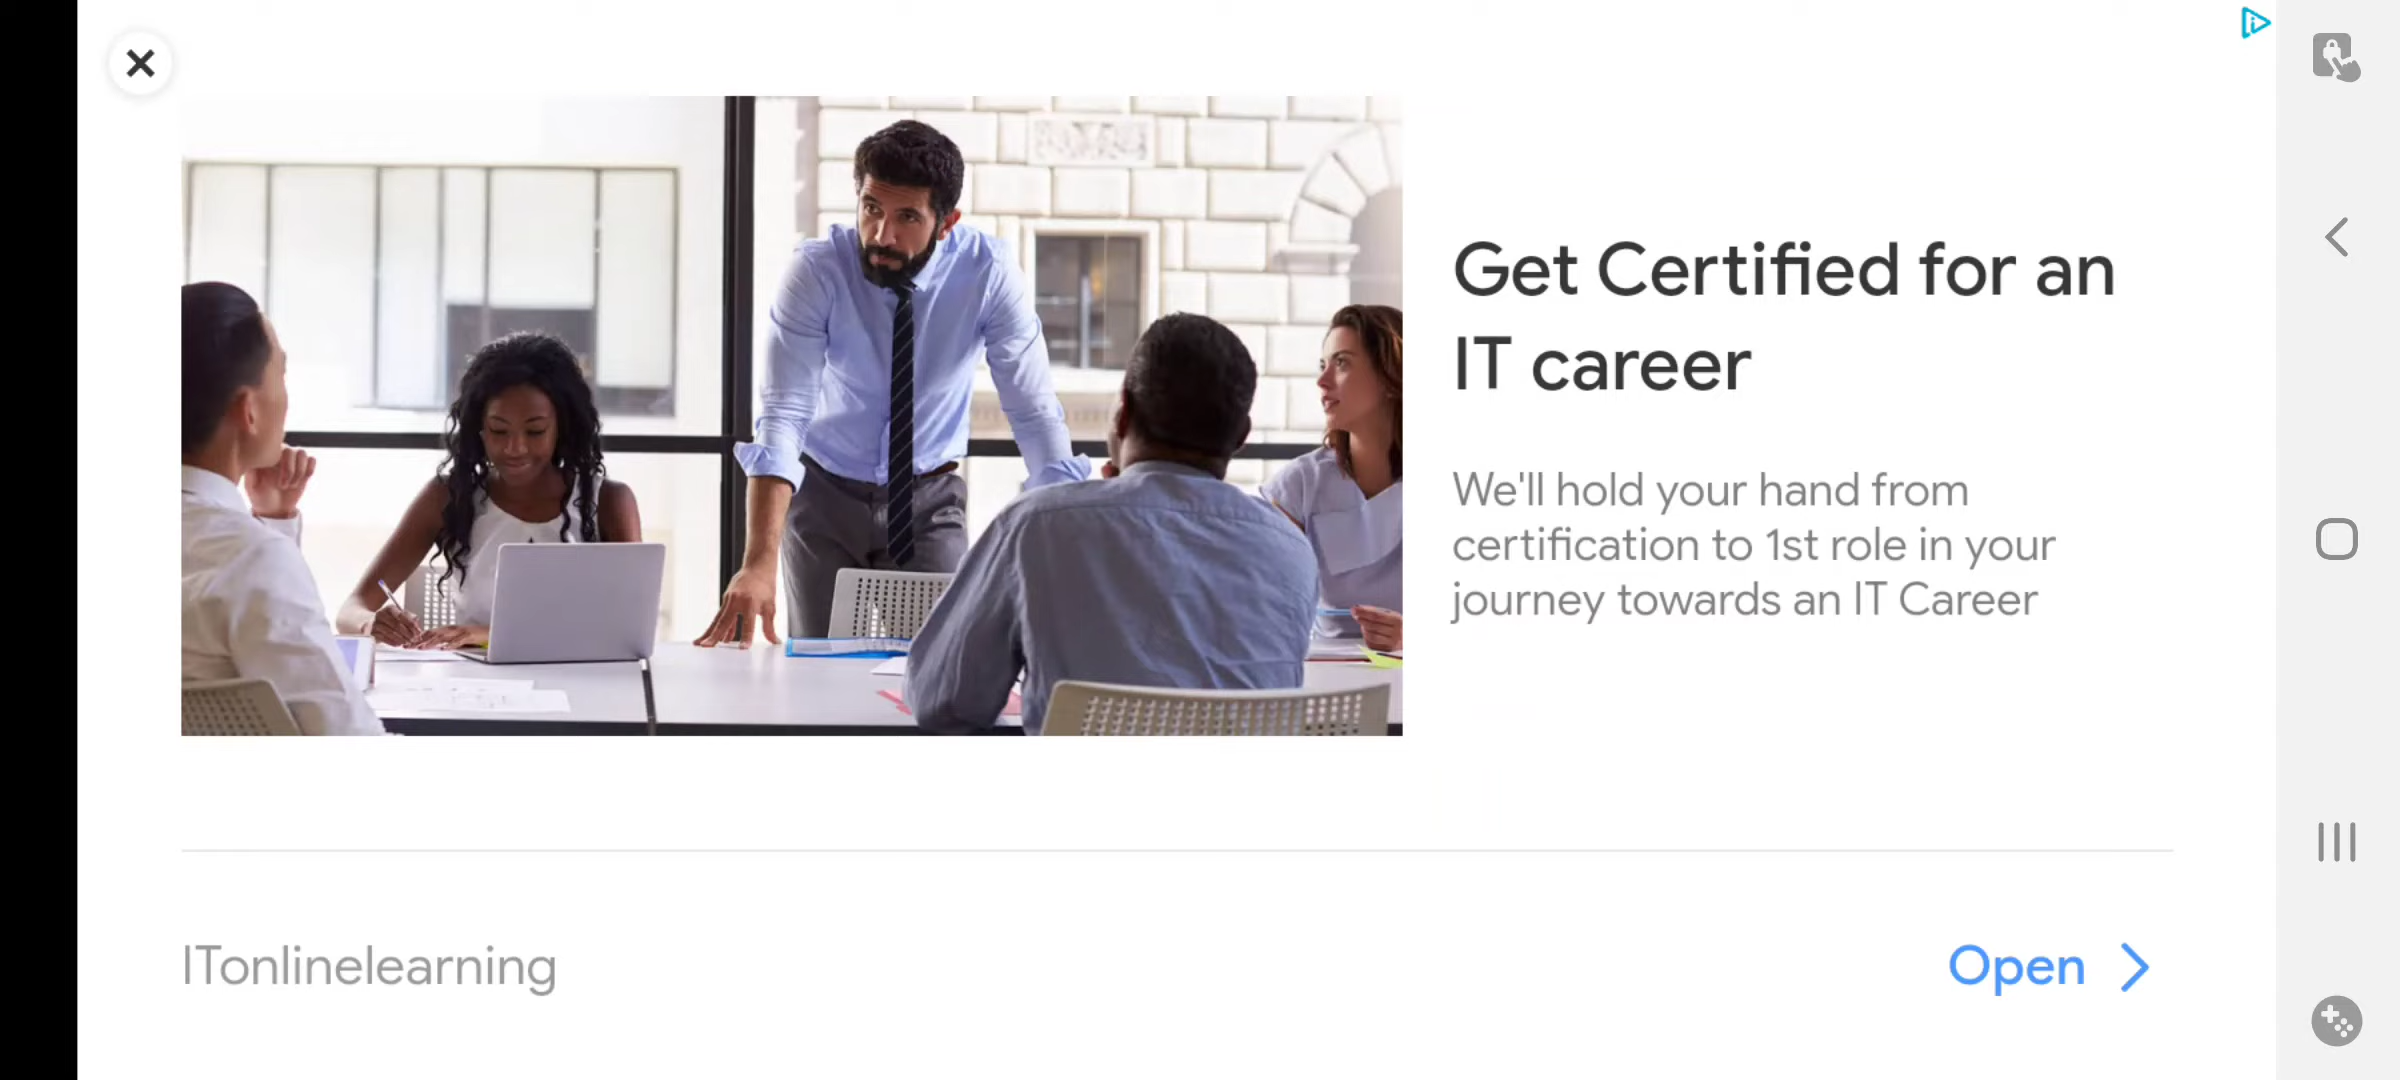 Get Certified for an
IT career
We'll hold your hand from
certification to 1st role in your
journey towards an IT Career
ITonlinelearning
Open